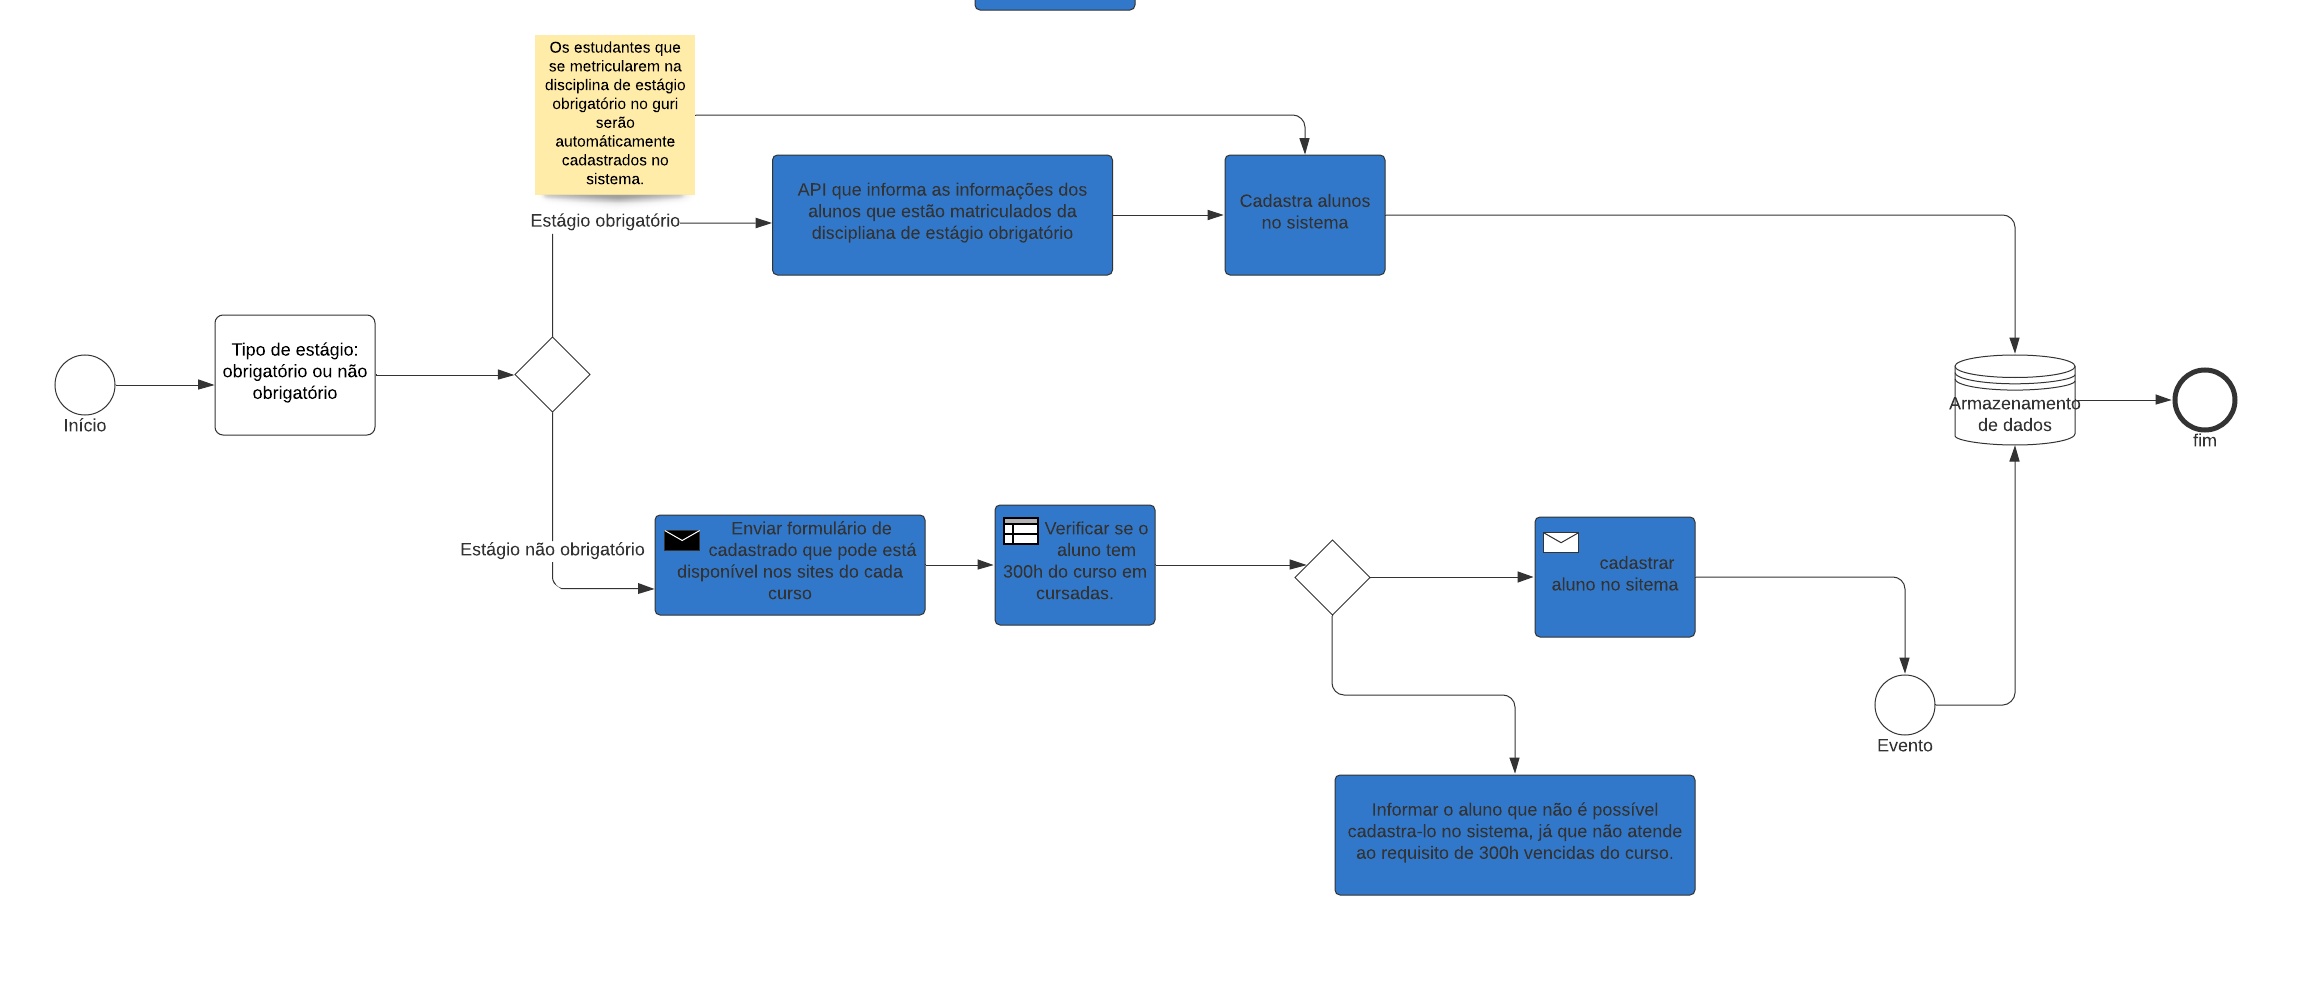 Os estudantes que
se metricularem na
disciplina de estágio
obrigatório no guri
serão
automáticamente
cadastrados no
sistema.
Estágio obrigatório
API que informa as informações dos
alunos que estão matriculados da
discipliana de estágio obrigatório
Cadastra alunos
no sistema
Início
Tipo de estágio:
obrigatório ou não
obrigatório
Armazenamento
de dados
fim
Estágio não obrigatório
Enviar formulário de
cadastrado que pode está
disponível nos sites do cada
curso
Verificar se o
aluno tem
300h do curso em
cursadas.
cadastrar
aluno no sitema
Evento
Informar o aluno que não é possível
cadastra-lo no sistema, já que não atende
ao requisito de 300h vencidas do curso.